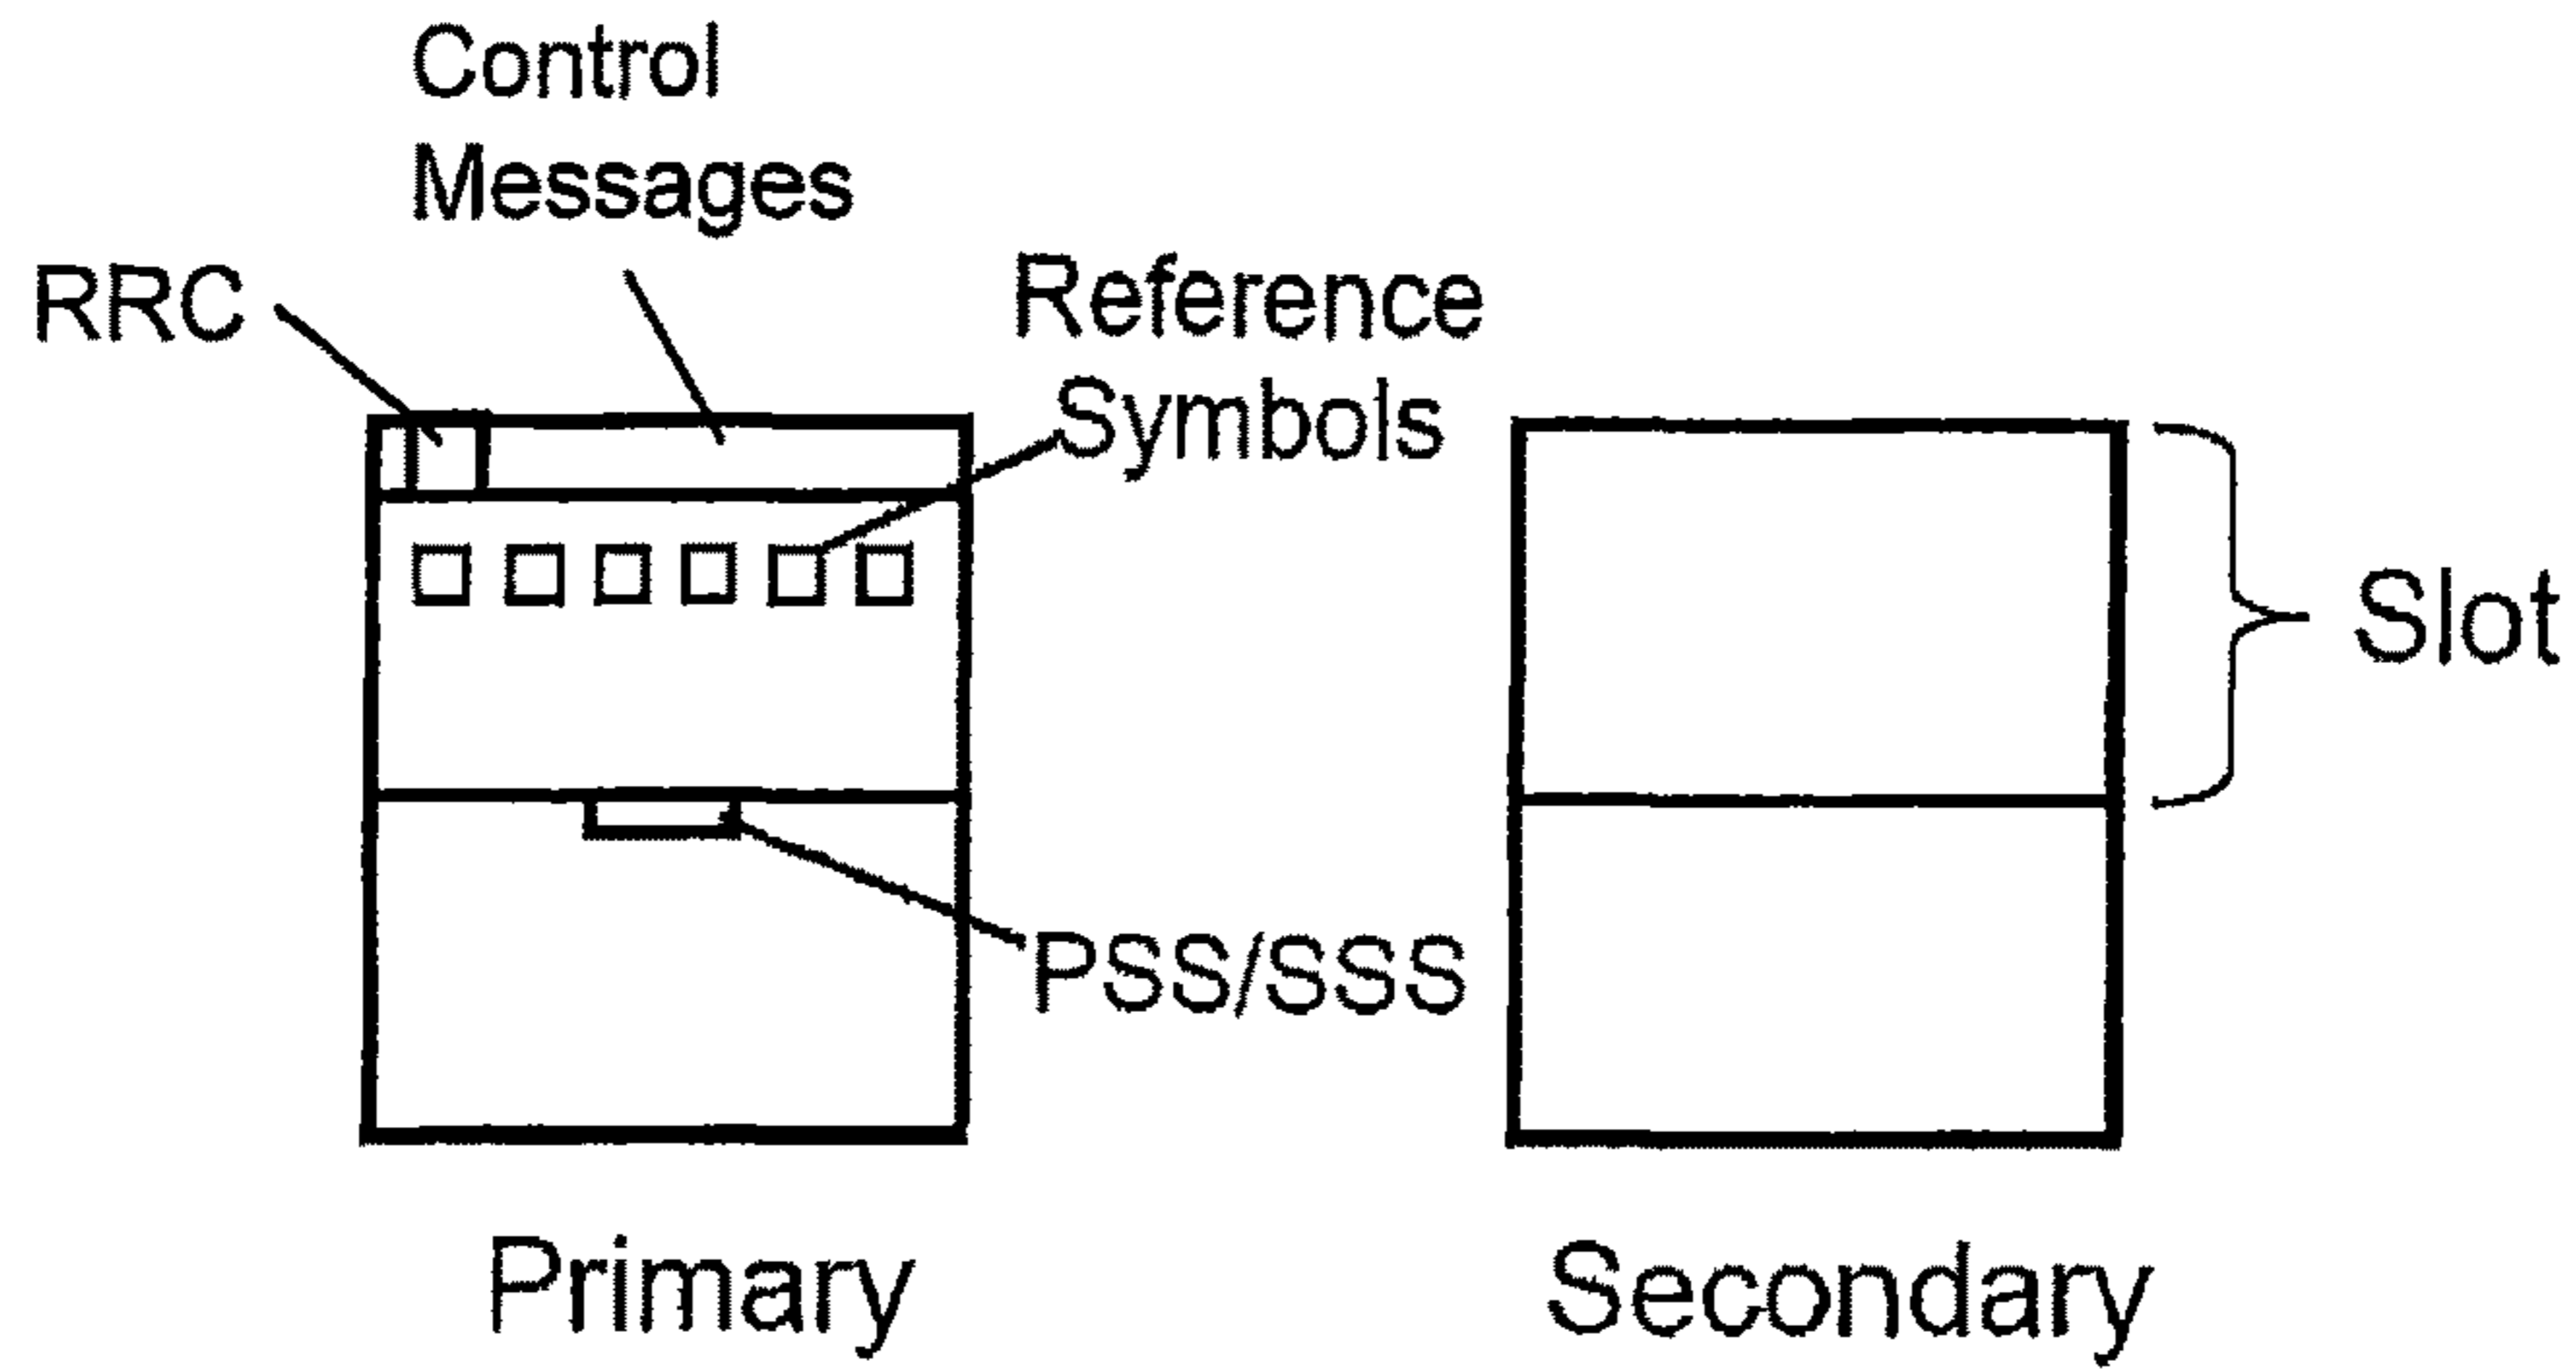 Control
Messages
RRC
Reference
Symbols
Slot
PSS/SSS
Primary
Secondary